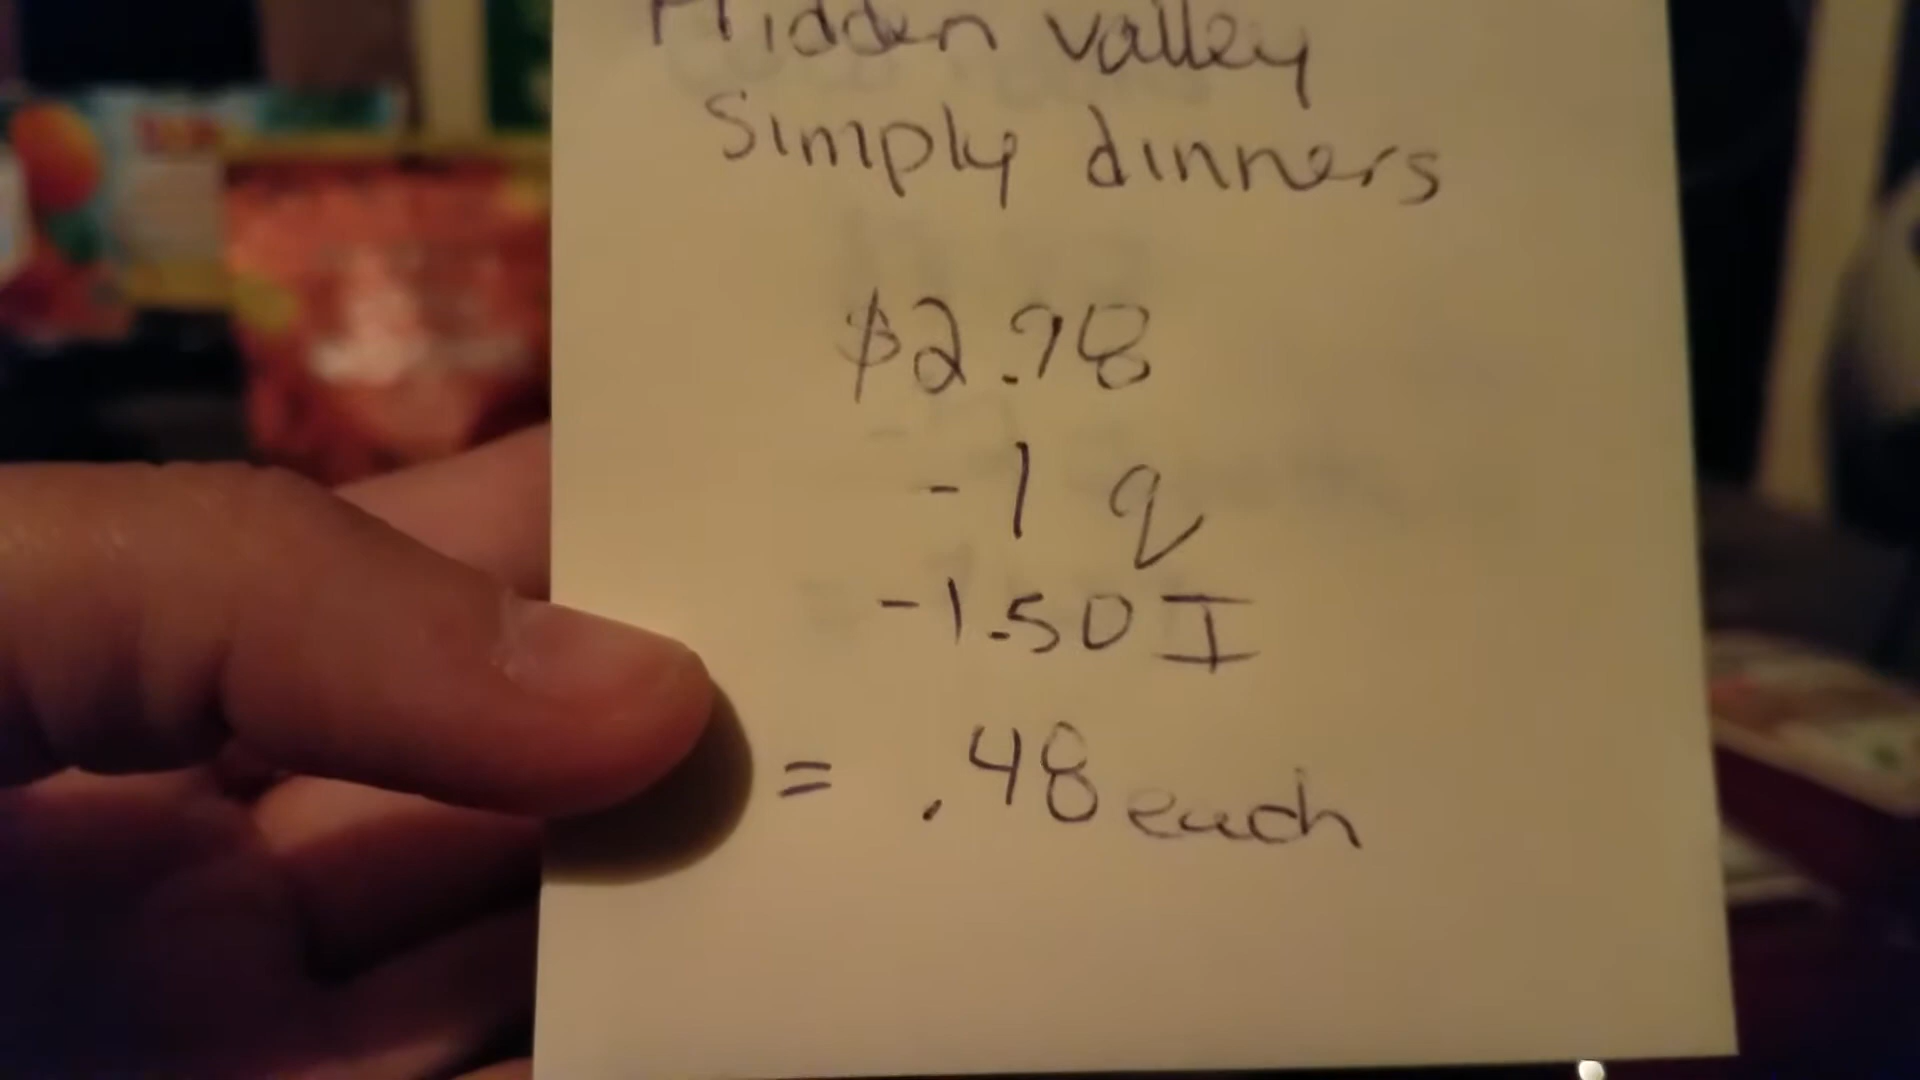 Hidden valley
Simply dinners
$2.98
-1 q
-1.50 I
= .48 each